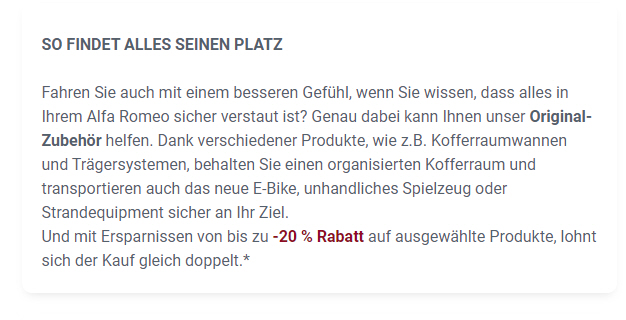 SO FINDET ALLES SEINEN PLATZ
Fahren Sie auch mit einem besseren Gefühl, wenn Sie wissen, dass alles in
Ihrem Alfa Romeo sicher verstaut ist? Genau dabei kann Ihnen unser Original-
Zubehör helfen. Dank verschiedener Produkte, wie z.B. Kofferraumwannen
und Trägersystemen, behalten Sie einen organisierten Kofferraum und
transportieren auch das neue E-Bike, unhandliches Spielzeug oder
Strandequipment sicher an Ihr Ziel.
Und mit Ersparnissen von bis zu -20 % Rabatt auf ausgewählte Produkte, lohnt
sich der Kauf gleich doppelt.*